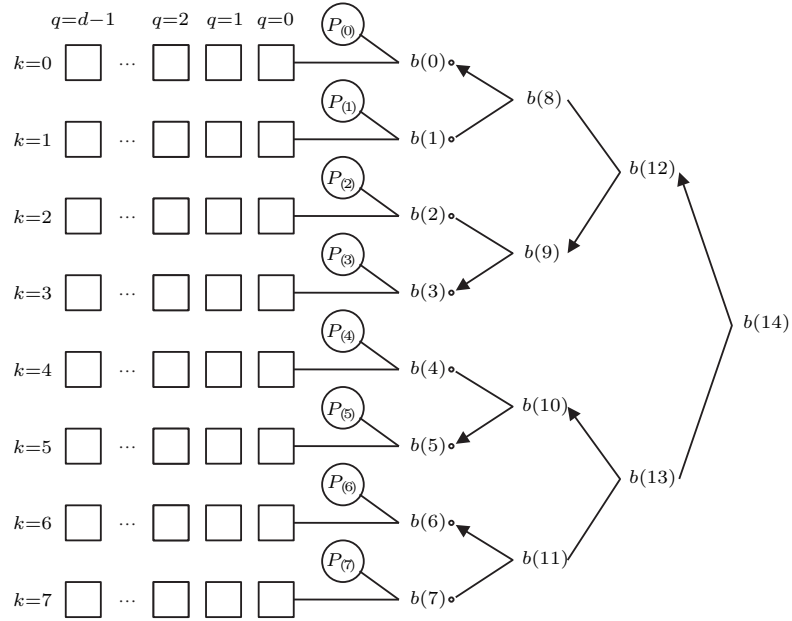 q=d−1 ... q=2 q=1 q=0
P(0)
k=0 ... b(0)
b(8)
P(1)
k=1 ... b(1)
b(12)
P(2)
k=2 ... b(2)
b(9)
P(3)
k=3 ... b(3)
b(14)
P(4)
k=4 ... b(4)
b(10)
P(5)
k=5 ... b(5)
b(13)
P(6)
k=6 ... b(6)
b(11)
P(7)
k=7 ... b(7)